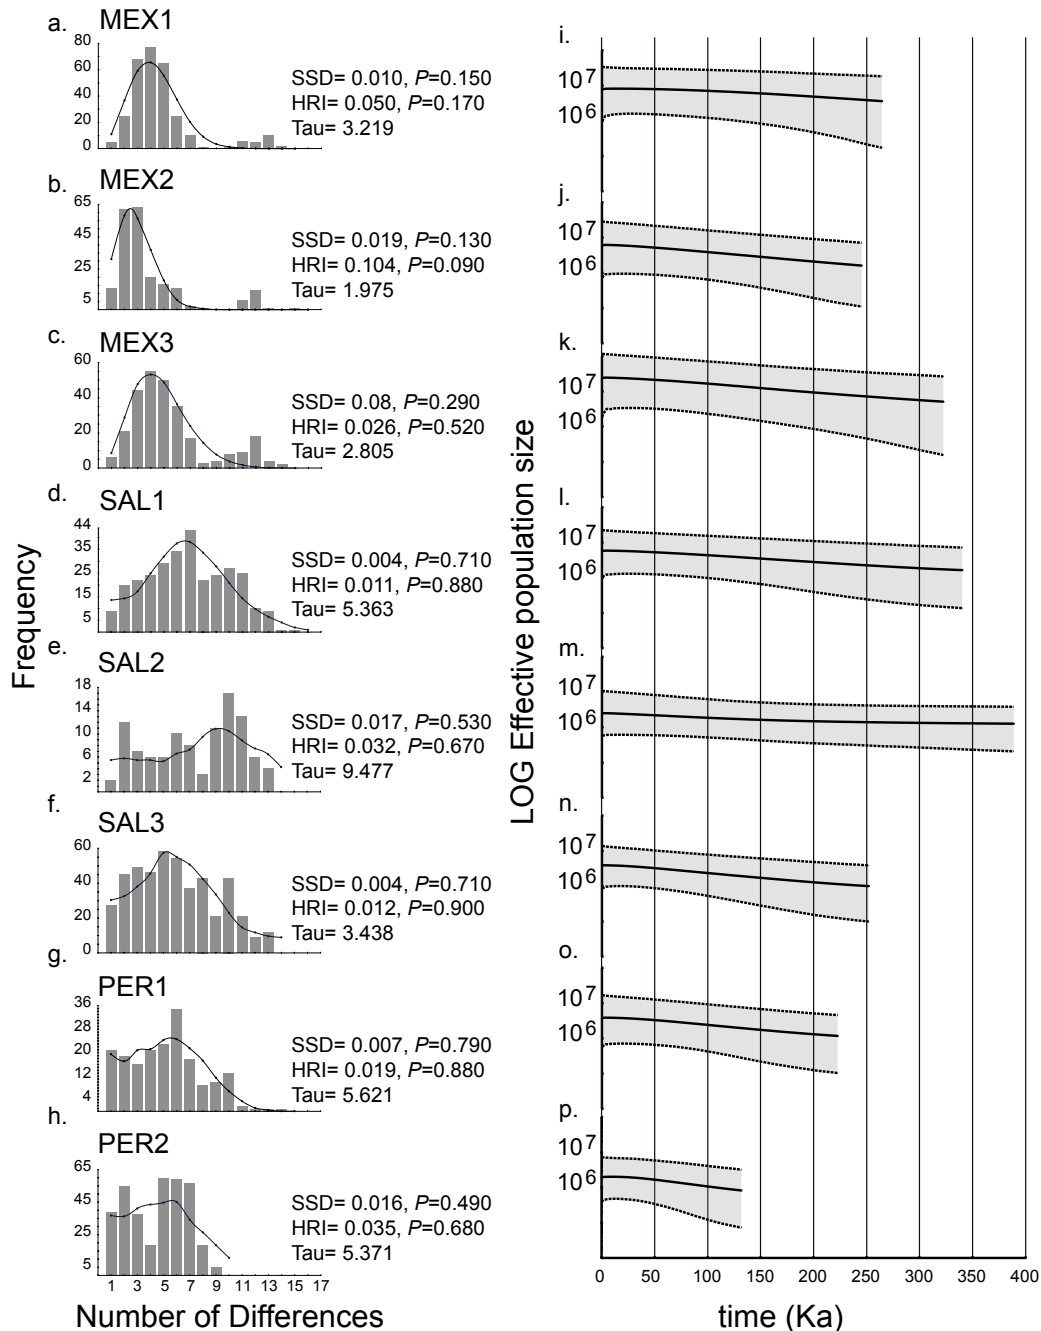 a. MEX1
80
60
40
20
0
SSD= 0.010, P=0.150
HRI= 0.050, P=0.170
Tau= 3.219
b. MEX2
65
45
25
5
SSD= 0.019, P=0.130
HRI= 0.104, P=0.090
Tau= 1.975
c. MEX3
60
40
20
0
SSD= 0.08, P=0.290
HRI= 0.026, P=0.520
Tau= 2.805
d. SAL1
44
35
25
15
5
SSD= 0.004, P=0.710
HRI= 0.011, P=0.880
Tau= 5.363
e. SAL2
18
14
10
6
2
SSD= 0.017, P=0.530
HRI= 0.032, P=0.670
Tau= 9.477
f. SAL3
60
40
20
0
SSD= 0.004, P=0.710
HRI= 0.012, P=0.900
Tau= 3.438
g. PER1
36
28
20
12
4
SSD= 0.007, P=0.790
HRI= 0.019, P=0.880
Tau= 5.621
h. PER2
65
45
25
5
SSD= 0.016, P=0.490
HRI= 0.035, P=0.680
Tau= 5.371
1 3 5 7 9 11 13 15 17
Number of Differences
Frequency
LOG Effective population size
i.
10⁷
10⁶
j.
10⁷
10⁶
k.
10⁷
10⁶
l.
10⁷
10⁶
m.
10⁷
10⁶
n.
10⁷
10⁶
o.
10⁷
10⁶
p.
10⁷
10⁶
0 50 100 150 200 250 300 350 400
time (Ka)